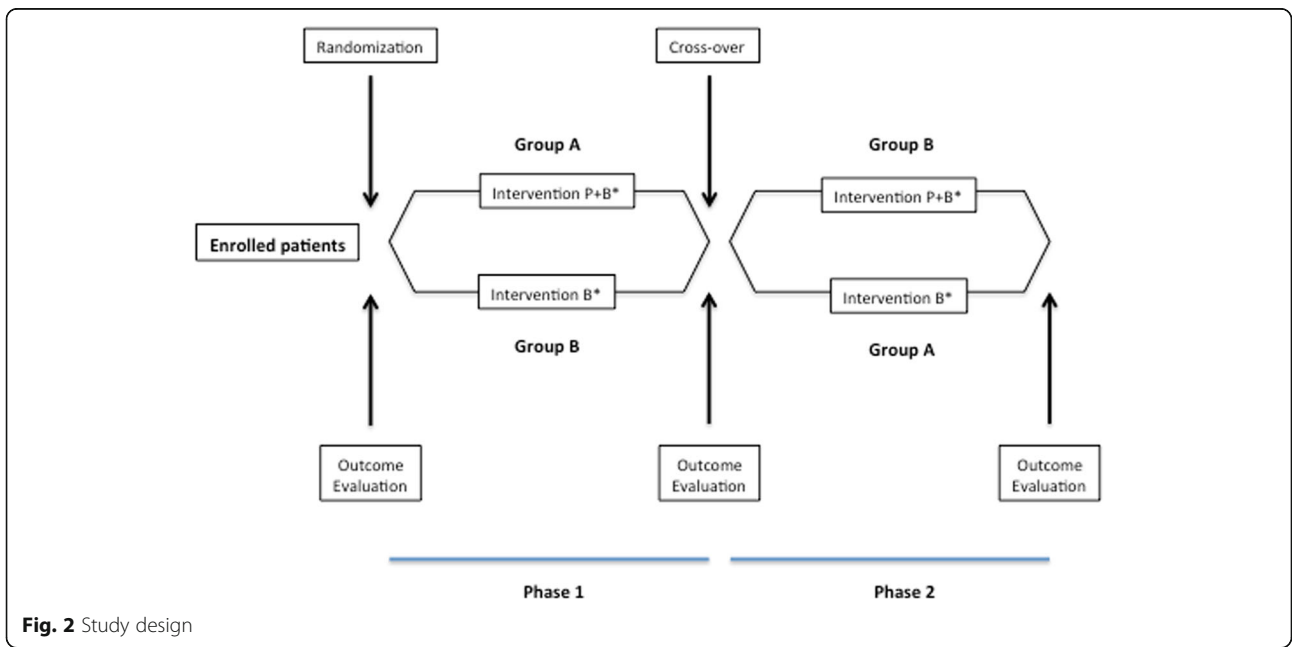 Randomization
Cross-over
Group A
Group B
Intervention P+B*
Intervention P+B*
Enrolled patients
Intervention B*
Intervention B*
Group B
Group A
Outcome
Evaluation
Outcome
Evaluation
Outcome
Evaluation
Phase 1
Phase 2
Fig. 2 Study design